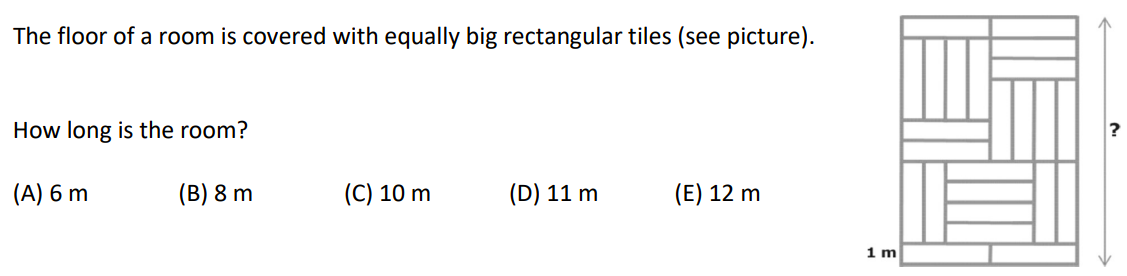 The floor of a room is covered with equally big rectangular tiles (see picture).
How long is the room?
(A) 6 m (B) 8 m (C) 10 m (D) 11 m (E) 12 m
?
1 m